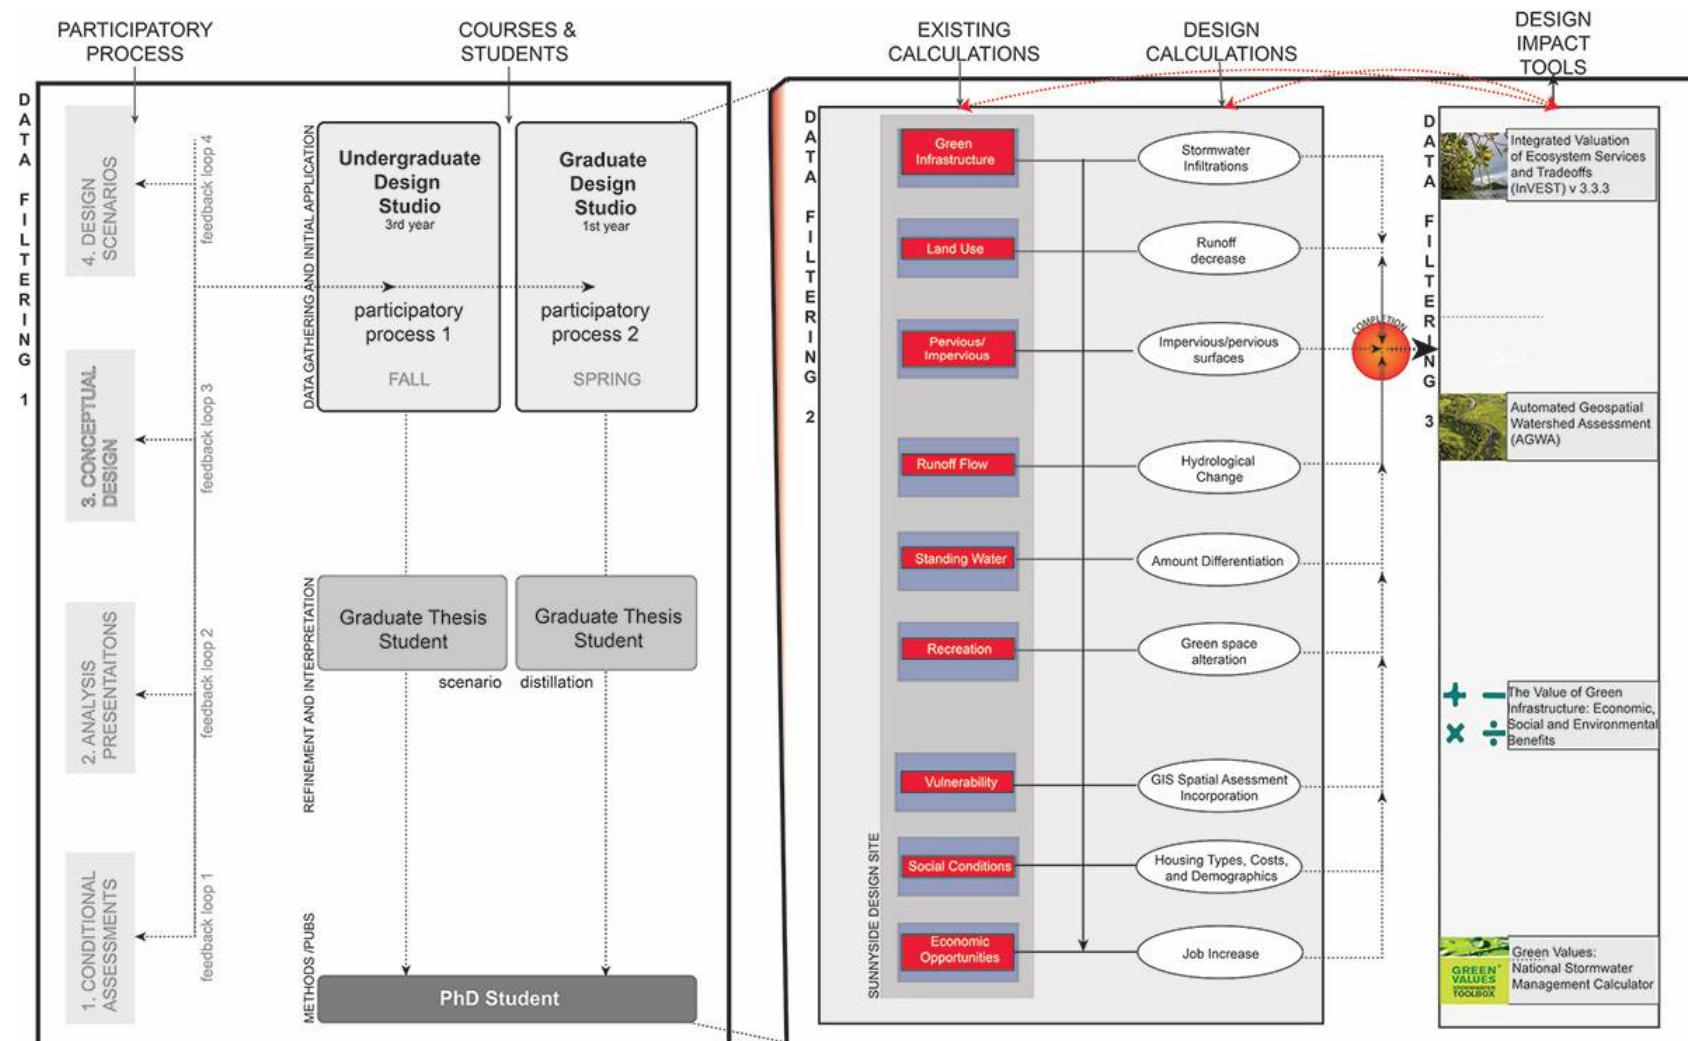 PARTICIPATORY
PROCESS
COURSES &
STUDENTS
EXISTING
CALCULATIONS
DESIGN
CALCULATIONS
DESIGN
IMPACT
TOOLS
DATA FILTERING 1
4. DESIGN
SCENARIOS
3. CONCEPTUAL
DESIGN
2. ANALYSIS
PRESENTAITONS
1. CONDITIONAL
ASSESSMENTS
feedback loop 4
feedback loop 3
feedback loop 2
feedback loop 1
DATA GATHERING AND INITIAL APPLICATION
Undergraduate
Design
Studio
3rd year
participatory
process 1
FALL
Graduate
Design
Studio
1st year
participatory
process 2
SPRING
REFINEMENT AND INTERPRETATION
Graduate Thesis
Student
Graduate Thesis
Student
scenario distillation
METHODS /PUBS
PhD Student
DATA FILTERING 2
SUNNYSIDE DESIGN SITE
Green
Infrastructure
Land Use
Pervious/
Impervious
Runoff Flow
Standing Water
Recreation
Vulnerability
Social Conditions
Economic
Opportunities
Stormwater
Infiltrations
Runoff
decrease
Impervious/pervious
surfaces
Hydrological
Change
Amount Differentiation
Green space
alteration
GIS Spatial Asessment
Incorporation
Housing Types, Costs,
and Demographics
Job Increase
COMPLETION
DATA FILTERING 3
Integrated Valuation
of Ecosystem Services
and Tradeoffs
(InVEST) v 3.3.3
Automated Geospatial
Watershed Assessment
(AGWA)
+ −
× ÷
The Value of Green
Infrastructure: Economic,
Social and Environmental
Benefits
GREEN
VALUES
STORMWATER
TOOLBOX
Green Values:
National Stormwater
Management Calculator